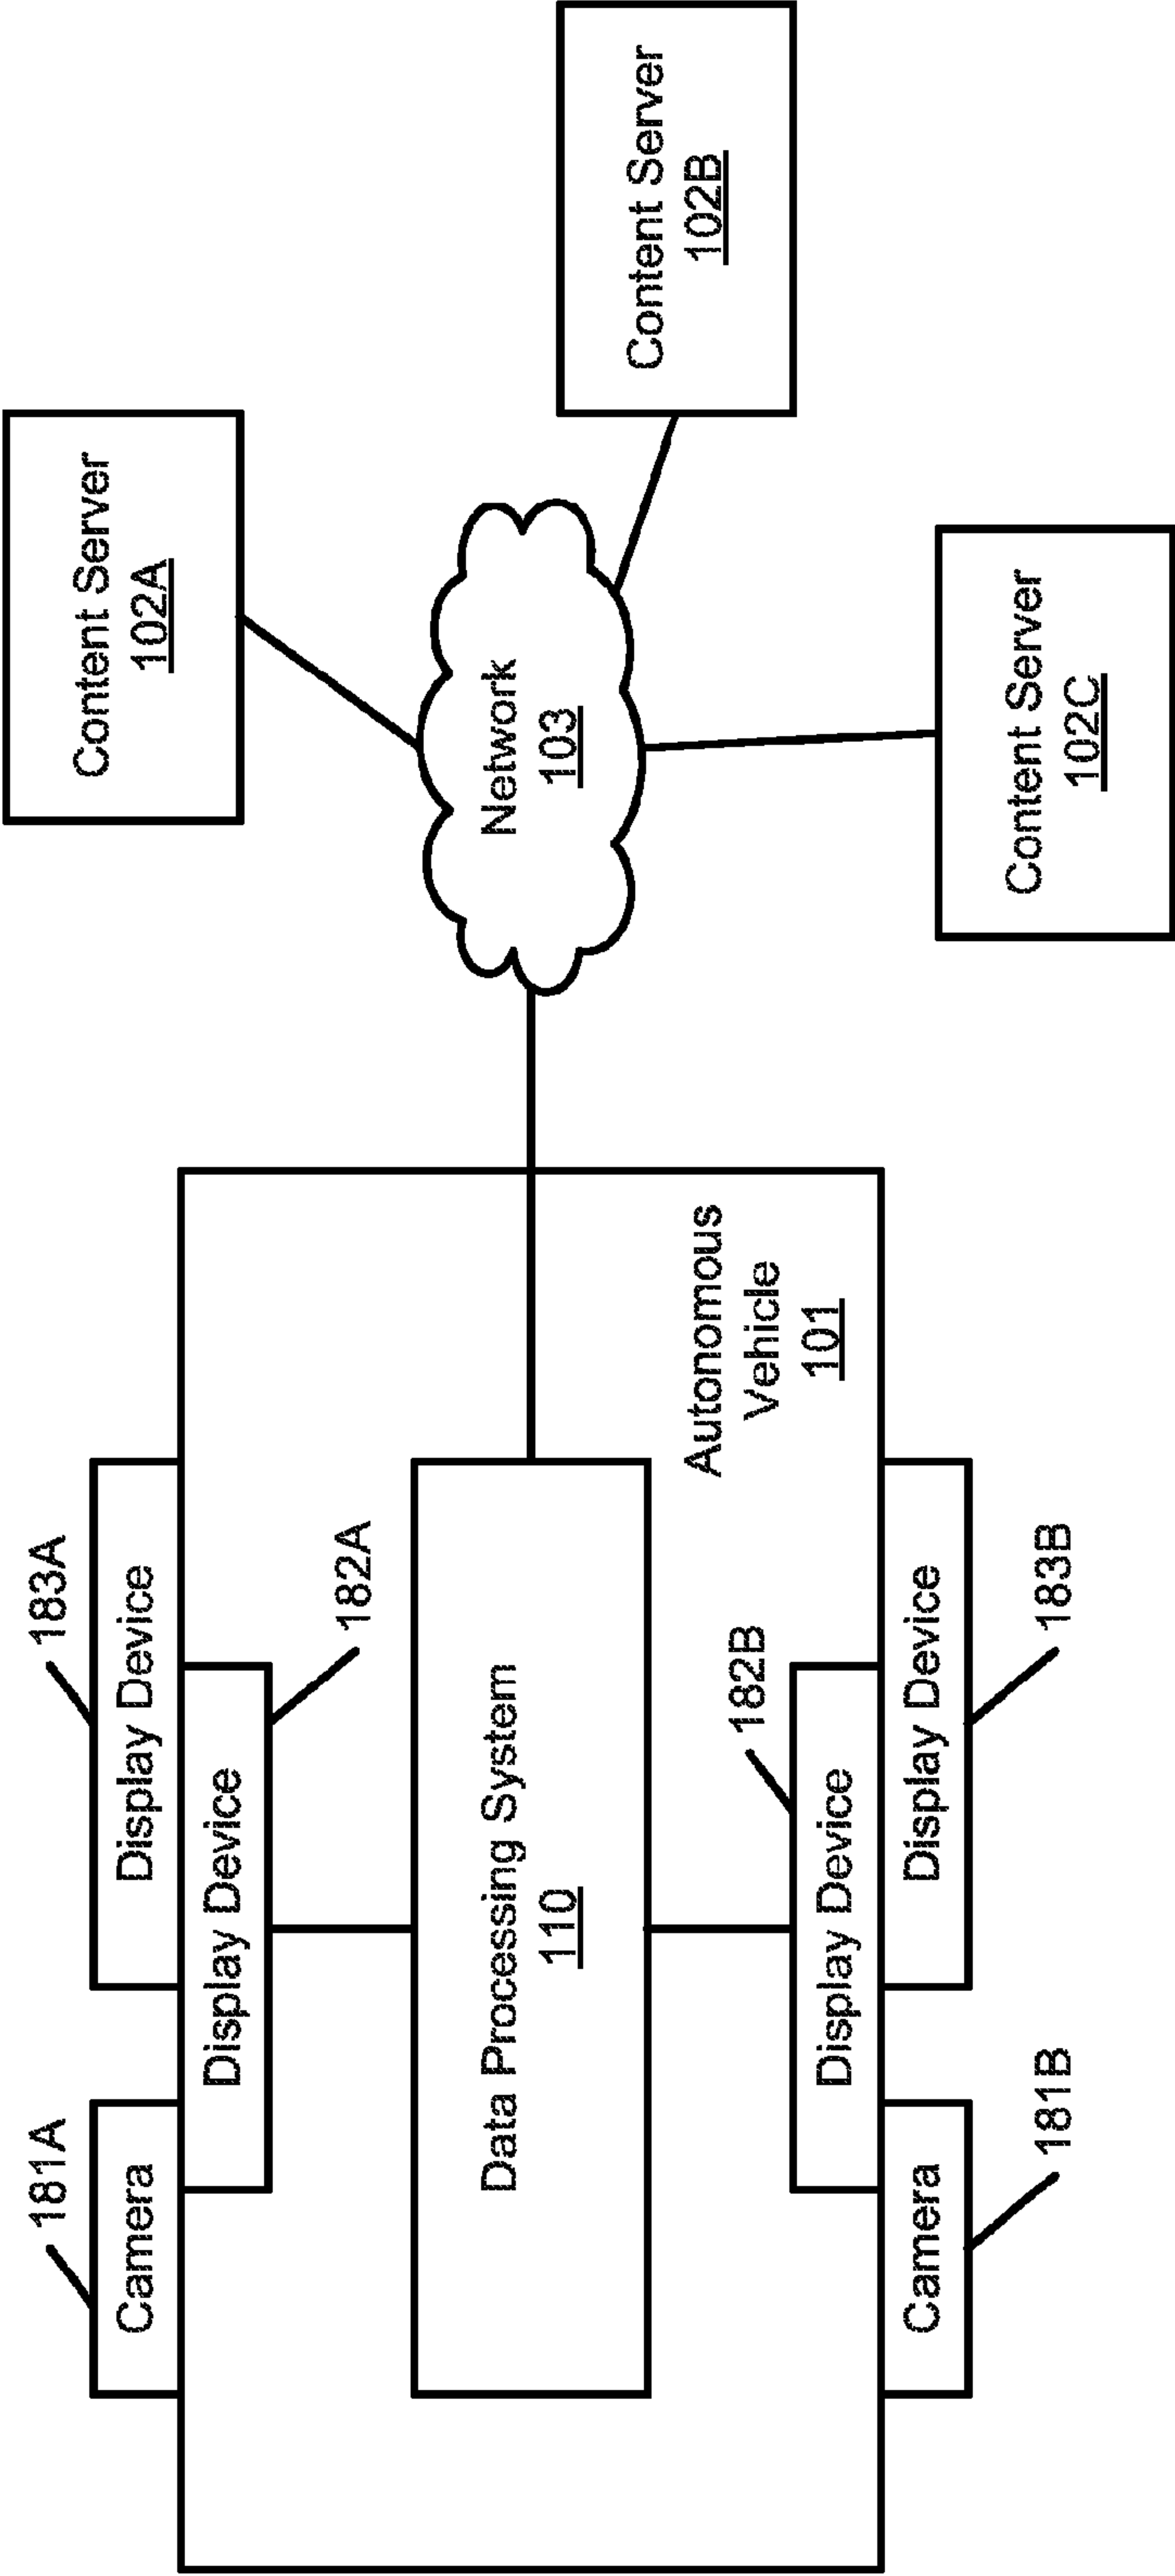 181A
183A
Camera
Display Device
Display Device
182A
Data Processing System
110
182B
Display Device
Camera
Display Device
181B
183B
Autonomous
Vehicle
101
Network
103
Content Server
102A
Content Server
102B
Content Server
102C